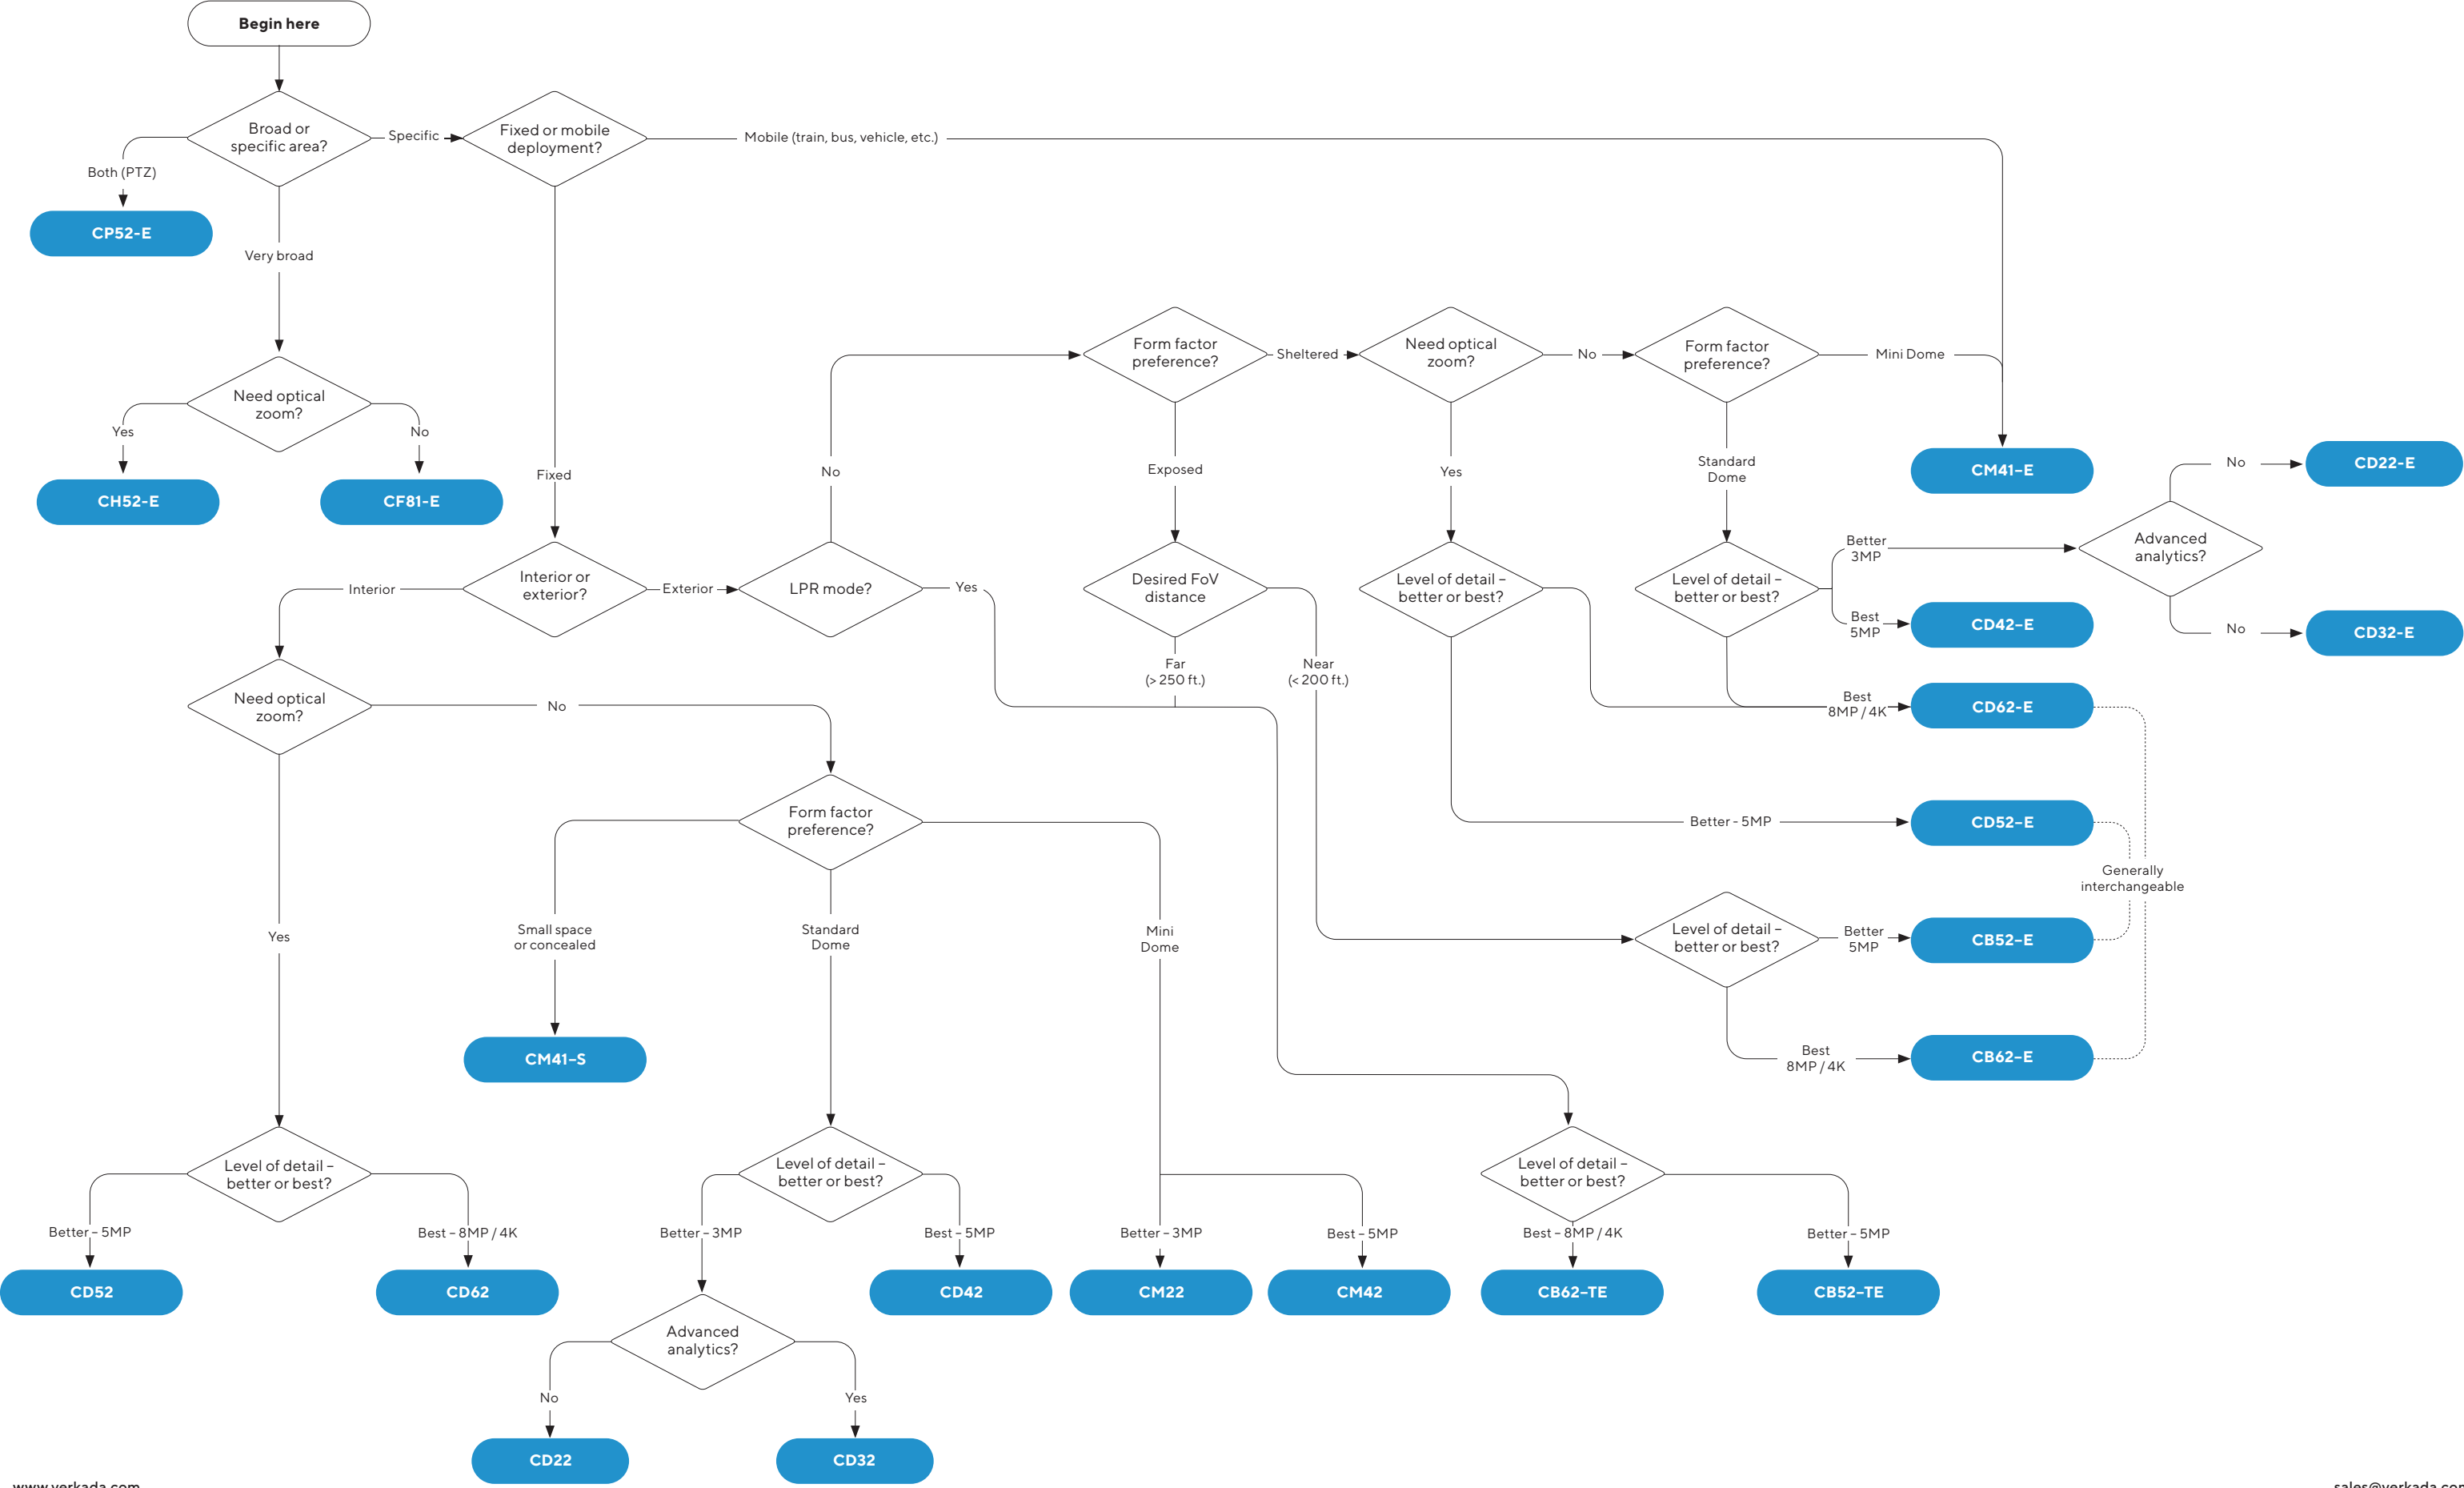 Begin here
Broad or
specific area?
Specific
Fixed or mobile
deployment?
Mobile (train, bus, vehicle, etc.)
Both (PTZ)
CP52-E
Very broad
Need optical
zoom?
Yes
No
CH52-E
CF81-E
Fixed
Form factor
preference?
Sheltered
Need optical
zoom?
No
Form factor
preference?
Mini Dome
No
Exposed
Yes
Standard
Dome
CM41–E
No
CD22-E
Advanced
analytics?
No
CD32-E
Interior
Interior or
exterior?
Exterior
LPR mode?
Yes
Desired FoV
distance
Level of detail –
better or best?
Level of detail –
better or best?
Better
3MP
Best
5MP
CD42–E
Far
(> 250 ft.)
Near
(< 200 ft.)
Best
8MP / 4K
CD62-E
Need optical
zoom?
No
Form factor
preference?
Better - 5MP
CD52–E
Generally
interchangeable
Yes
Small space
or concealed
Standard
Dome
Mini
Dome
Level of detail –
better or best?
Better
5MP
CB52–E
CM41–S
Best
8MP / 4K
CB62–E
Level of detail –
better or best?
Level of detail –
better or best?
Level of detail –
better or best?
Better – 5MP
Best – 8MP / 4K
Better – 3MP
Best – 5MP
Better – 3MP
Best – 5MP
Best – 8MP / 4K
Better – 5MP
CD52
CD62
CD42
CM22
CM42
CB62–TE
CB52–TE
Advanced
analytics?
No
Yes
CD22
CD32
www.verkada.com
sales@verkada.com